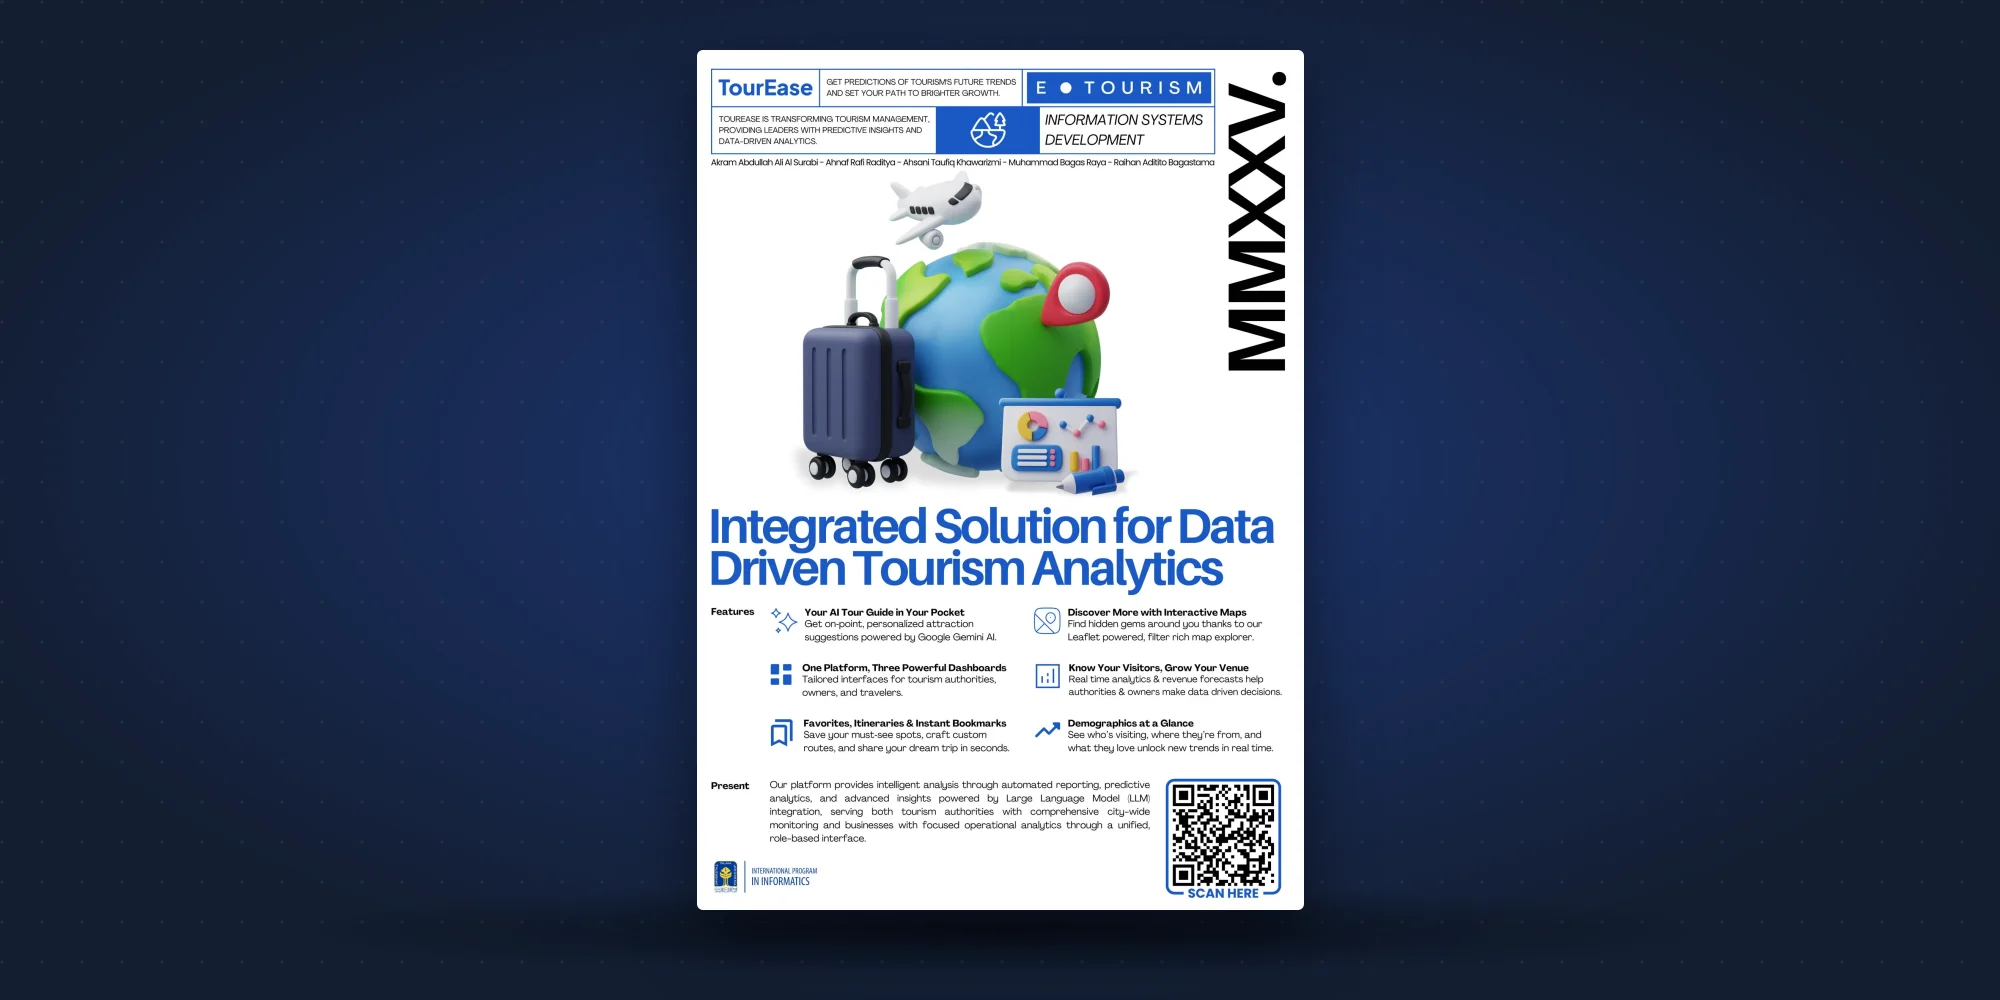 TourEase
GET PREDICTIONS OF TOURISM'S FUTURE TRENDS
AND SET YOUR PATH TO BRIGHTER GROWTH.
E TOURISM
TOUREASE IS TRANSFORMING TOURISM MANAGEMENT,
PROVIDING LEADERS WITH PREDICTIVE INSIGHTS AND
DATA-DRIVEN ANALYTICS.
INFORMATION SYSTEMS
DEVELOPMENT
Akram Abdullah Ali Al Surabi - Ahnaf Rafi Raditya - Ahsani Taufiq Khawarizmi - Muhammad Bagas Raya - Raihan Aditito Bagastama
MMXXV.
Integrated Solution for Data
Driven Tourism Analytics
Features
Your AI Tour Guide in Your Pocket
Get on-point, personalized attraction
suggestions powered by Google Gemini AI.
Discover More with Interactive Maps
Find hidden gems around you thanks to our
Leaflet powered, filter rich map explorer.
One Platform, Three Powerful Dashboards
Tailored interfaces for tourism authorities,
owners, and travelers.
Know Your Visitors, Grow Your Venue
Real time analytics & revenue forecasts help
authorities & owners make data driven decisions.
Favorites, Itineraries & Instant Bookmarks
Save your must-see spots, craft custom
routes, and share your dream trip in seconds.
Demographics at a Glance
See who's visiting, where they're from, and
what they love unlock new trends in real time.
Present
Our platform provides intelligent analysis through automated reporting, predictive
analytics, and advanced insights powered by Large Language Model (LLM)
integration, serving both tourism authorities with comprehensive city-wide
monitoring and businesses with focused operational analytics through a unified,
role-based interface.
INTERNATIONAL PROGRAM
IN INFORMATICS
SCAN HERE